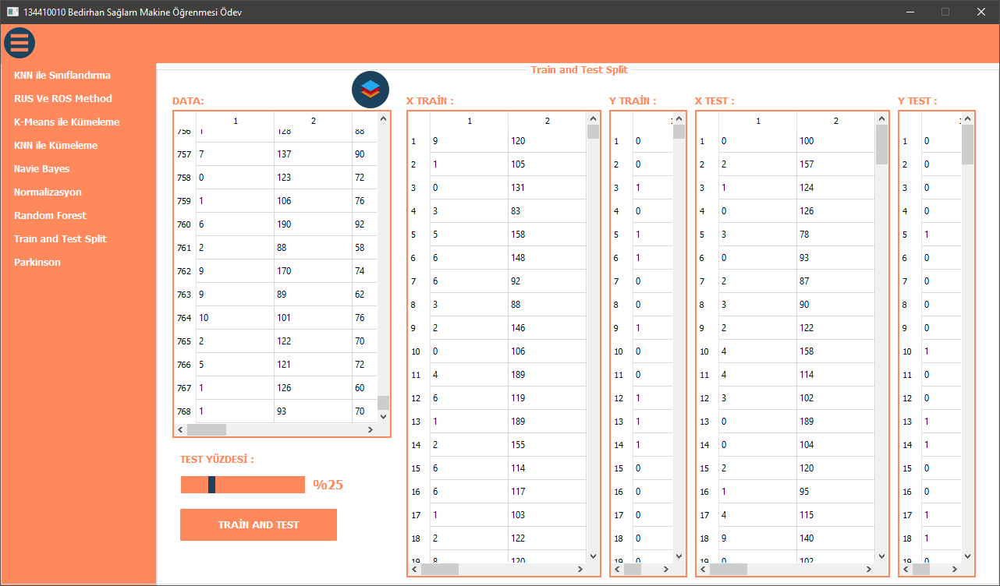 134410010 Bedirhan Sağlam Makine Öğrenmesi Ödev
KNN ile Sınıflandırma
RUS Ve ROS Method
K-Means ile Kümeleme
KNN ile Kümeleme
Navie Bayes
Normalizasyon
Random Forest
Train and Test Split
Parkinson
Train and Test Split
DATA:
1 2
756 1 128 88
757 7 137 90
758 0 123 72
759 1 106 76
760 6 190 92
761 2 88 58
762 9 170 74
763 9 89 62
764 10 101 76
765 2 122 70
766 5 121 72
767 1 126 60
768 1 93 70
TEST YÜZDESİ :
%25
TRAİN AND TEST
X TRAİN :
1 2
1 9 120
2 1 105
3 0 131
4 3 83
5 5 158
6 6 148
7 6 92
8 3 88
9 2 146
10 0 106
11 4 189
12 6 119
13 1 189
14 2 155
15 6 114
16 6 117
17 1 103
18 2 122
19 8 120
Y TRAİN :
1
1 0
2 0
3 1
4 0
5 1
6 1
7 0
8 0
9 1
10 0
11 0
12 1
13 1
14 1
15 0
16 0
17 0
18 0
19 0
X TEST :
1 2
1 0 100
2 2 157
3 1 124
4 0 126
5 3 78
6 0 93
7 2 87
8 3 90
9 2 122
10 4 158
11 4 114
12 3 102
13 0 189
14 0 104
15 2 120
16 1 95
17 4 115
18 9 140
19 0 102
Y TEST :
1
1 0
2 0
3 0
4 0
5 1
6 0
7 0
8 0
9 0
10 1
11 0
12 0
13 1
14 1
15 0
16 0
17 1
18 1
19 0